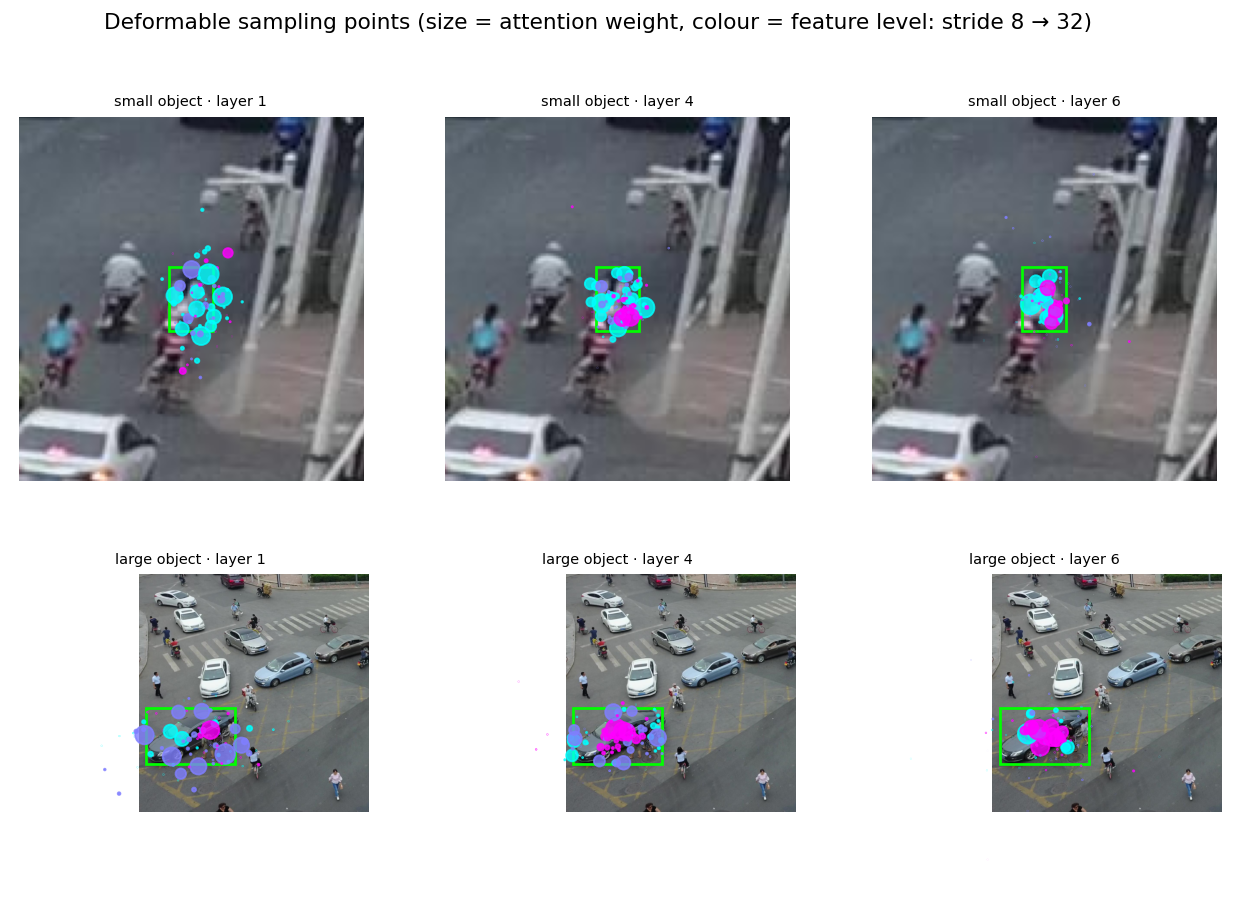 Deformable sampling points (size = attention weight, colour = feature level: stride 8 → 32)
small object · layer 1
small object · layer 4
small object · layer 6
large object · layer 1
large object · layer 4
large object · layer 6